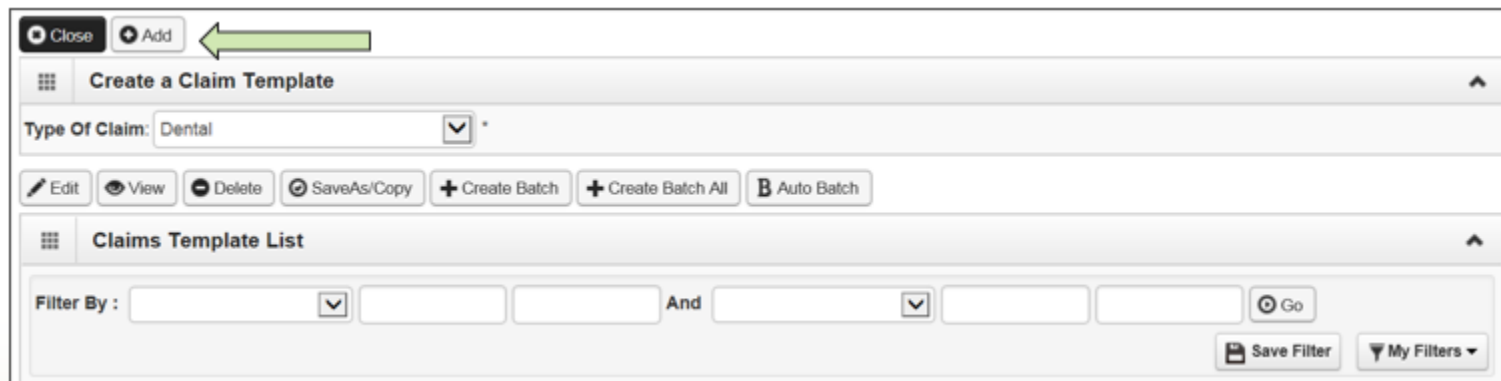 Close Add
Create a Claim Template
Type Of Claim: Dental *
Edit View Delete SaveAs/Copy Create Batch Create Batch All B Auto Batch
Claims Template List
Filter By : And Go
Save Filter My Filters